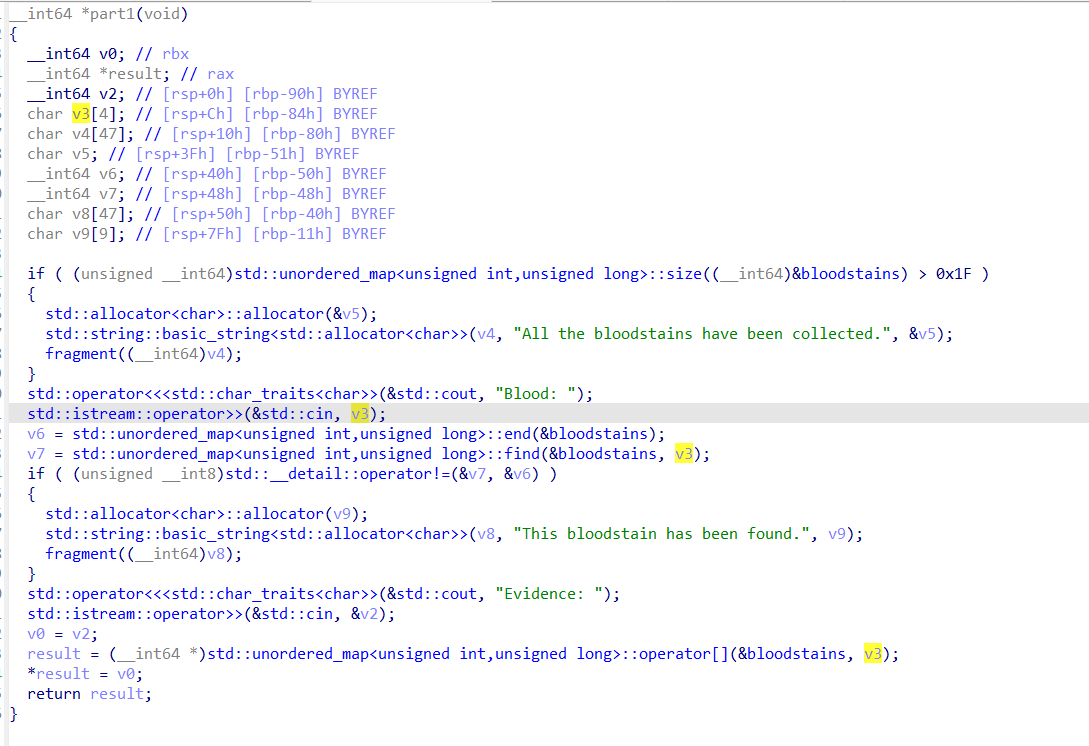 __int64 *part1(void)
{
  __int64 v0; // rbx
  __int64 *result; // rax
  __int64 v2; // [rsp+0h] [rbp-90h] BYREF
  char v3[4]; // [rsp+Ch] [rbp-84h] BYREF
  char v4[47]; // [rsp+10h] [rbp-80h] BYREF
  char v5; // [rsp+3Fh] [rbp-51h] BYREF
  __int64 v6; // [rsp+40h] [rbp-50h] BYREF
  __int64 v7; // [rsp+48h] [rbp-48h] BYREF
  char v8[47]; // [rsp+50h] [rbp-40h] BYREF
  char v9[9]; // [rsp+7Fh] [rbp-11h] BYREF

  if ( (unsigned __int64)std::unordered_map<unsigned int,unsigned long>::size((__int64)&bloodstains) > 0x1F )
  {
    std::allocator<char>::allocator(&v5);
    std::string::basic_string<std::allocator<char>>(v4, "All the bloodstains have been collected.", &v5);
    fragment((__int64)v4);
  }
  std::operator<<<std::char_traits<char>>(&std::cout, "Blood: ");
  std::istream::operator>>(&std::cin, v3);
  v6 = std::unordered_map<unsigned int,unsigned long>::end(&bloodstains);
  v7 = std::unordered_map<unsigned int,unsigned long>::find(&bloodstains, v3);
  if ( (unsigned __int8)std::__detail::operator!=(&v7, &v6) )
  {
    std::allocator<char>::allocator(v9);
    std::string::basic_string<std::allocator<char>>(v8, "This bloodstain has been found.", v9);
    fragment((__int64)v8);
  }
  std::operator<<<std::char_traits<char>>(&std::cout, "Evidence: ");
  std::istream::operator>>(&std::cin, &v2);
  v0 = v2;
  result = (__int64 *)std::unordered_map<unsigned int,unsigned long>::operator[](&bloodstains, v3);
  *result = v0;
  return result;
}